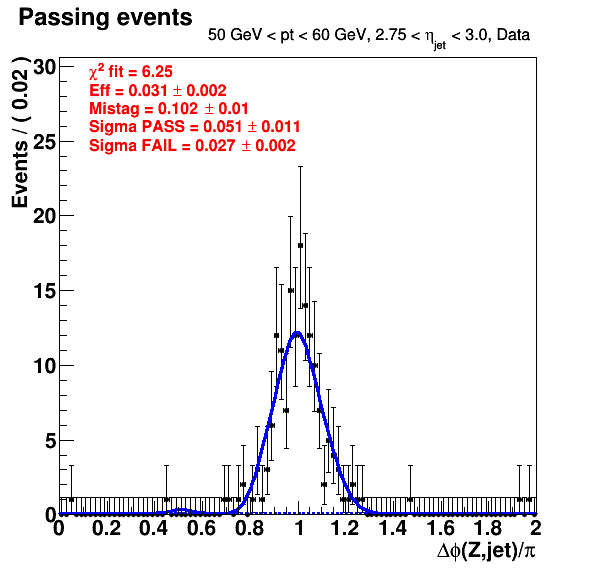 Passing events
50 GeV < pt < 60 GeV, 2.75 < η_jet < 3.0, Data
χ² fit = 6.25
Eff = 0.031 ± 0.002
Mistag = 0.102 ± 0.01
Sigma PASS = 0.051 ± 0.011
Sigma FAIL = 0.027 ± 0.002
Events / ( 0.02 )
30
25
20
15
10
5
0
0 0.2 0.4 0.6 0.8 1 1.2 1.4 1.6 1.8 2
Δϕ(Z,jet)/π